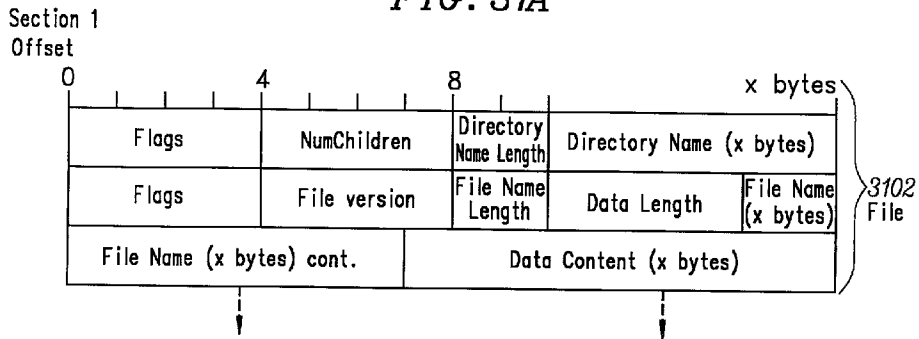 FIG. 37A
Section 1
Offset
0 4 8 x bytes
Flags NumChildren Directory Name Length Directory Name (x bytes)
Flags File version File Name Length Data Length File Name (x bytes)
File Name (x bytes) cont. Data Content (x bytes)
3102
File